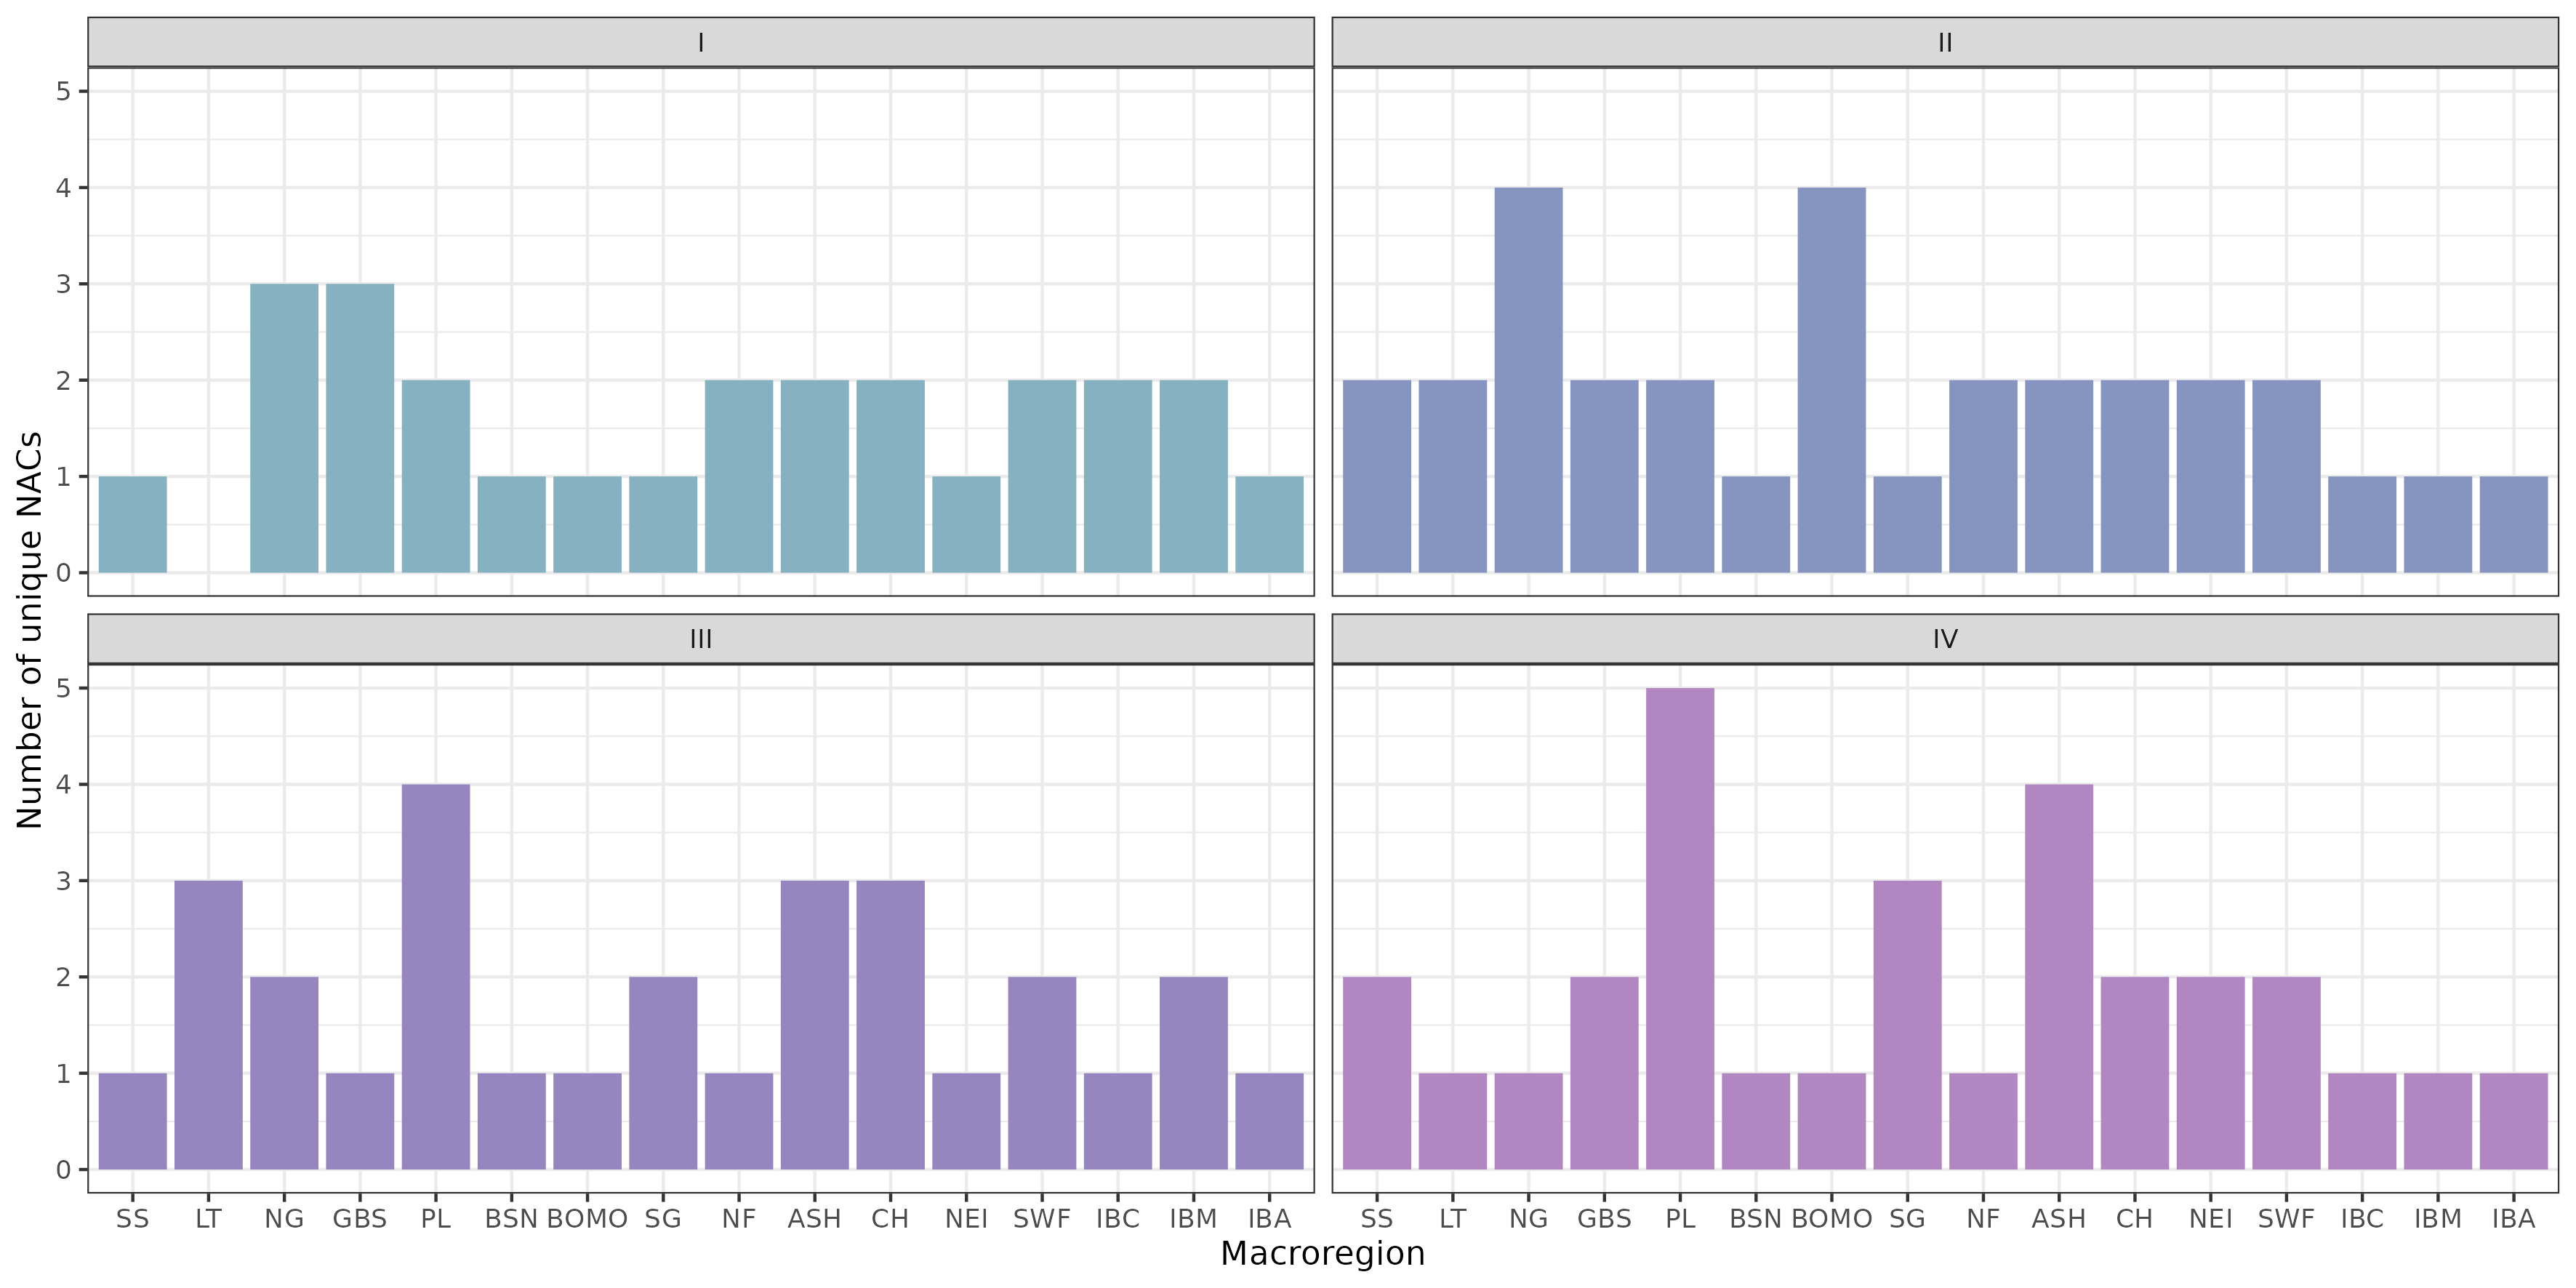 I
II
5
4
3
2
1
0
III
IV
5
4
3
2
1
0
SS LT NG GBS PL BSN BOMO SG NF ASH CH NEI SWF IBC IBM IBA
SS LT NG GBS PL BSN BOMO SG NF ASH CH NEI SWF IBC IBM IBA
Macroregion
Number of unique NACs